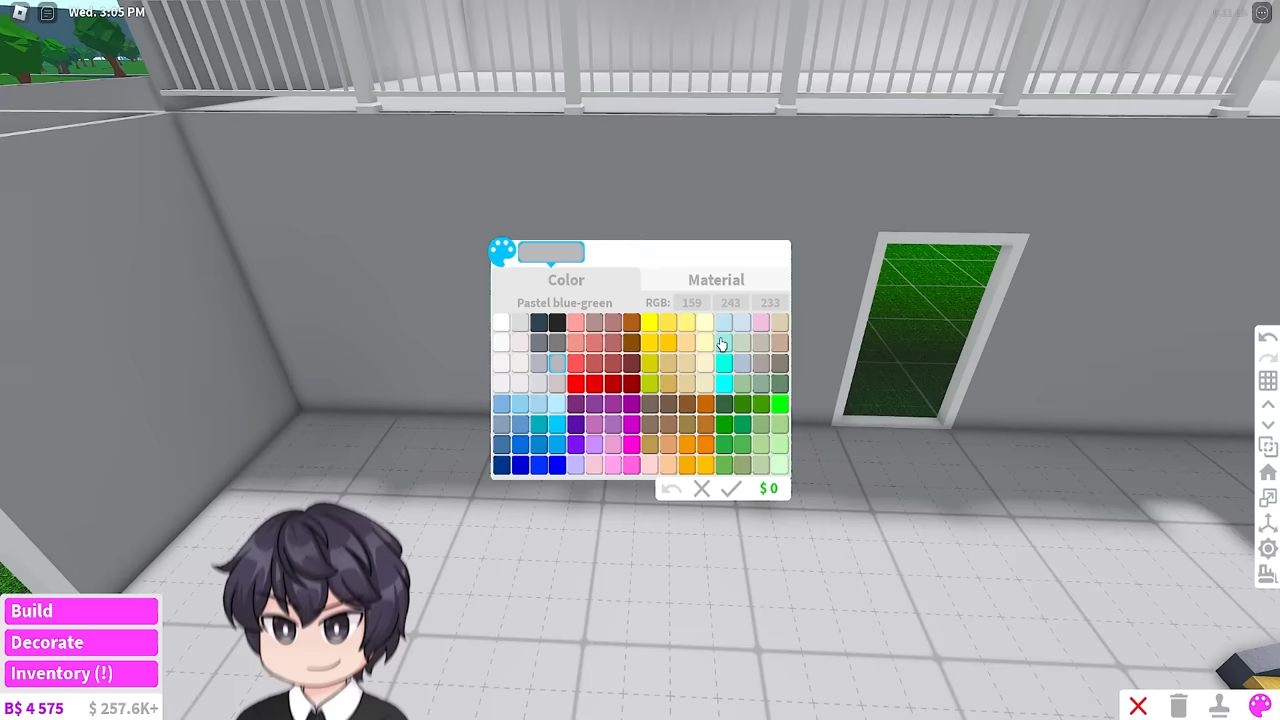 Wed. 3:05 PM
Color
Material
Pastel blue-green
RGB: 159 243 233
$ 0
Build
Decorate
Inventory (!)
B$ 4 575
$ 257.6K+